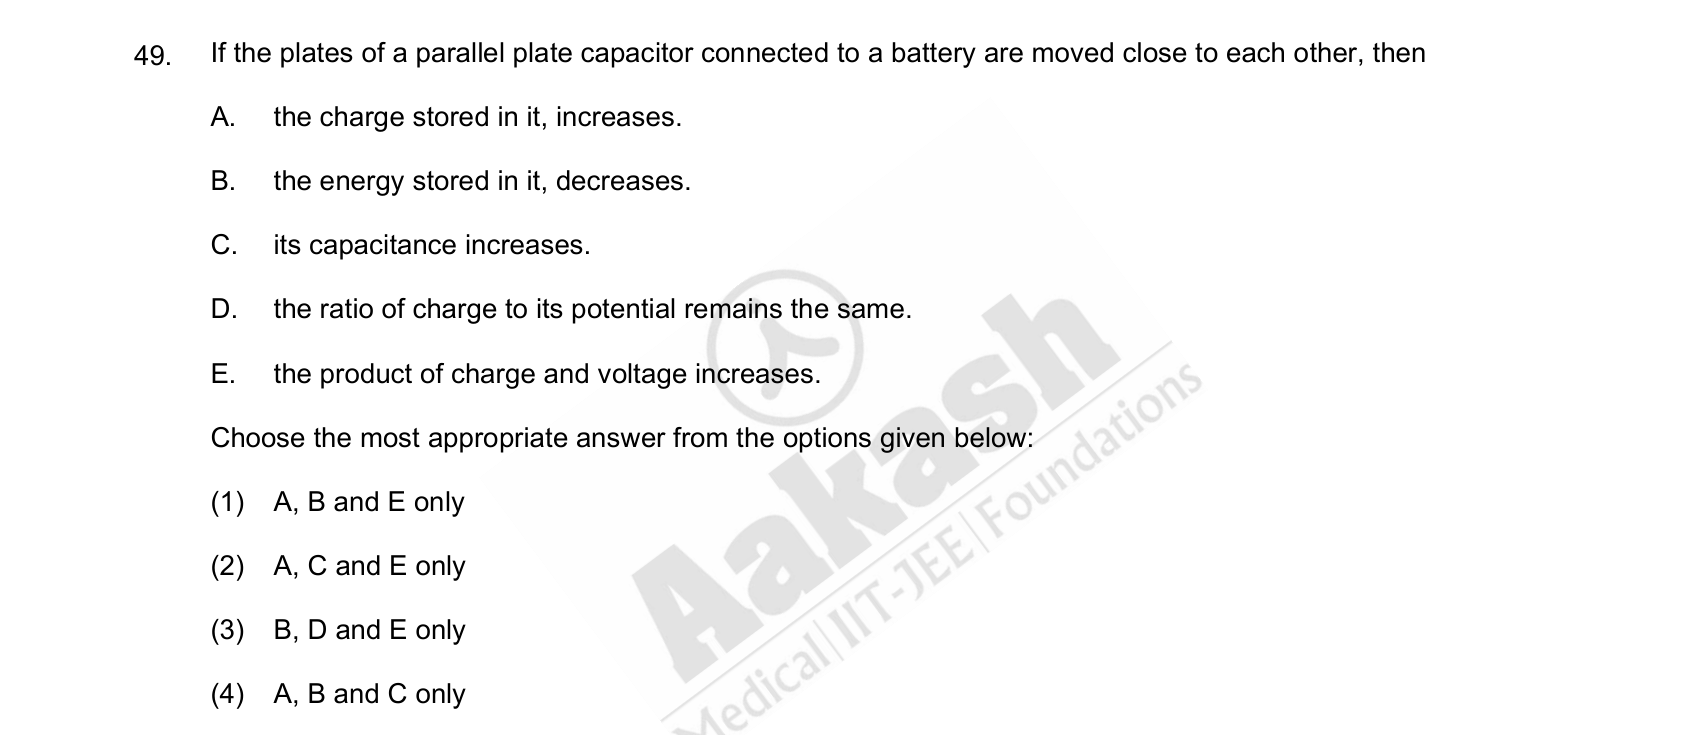 49. If the plates of a parallel plate capacitor connected to a battery are moved close to each other, then
A. the charge stored in it, increases.
B. the energy stored in it, decreases.
C. its capacitance increases.
D. the ratio of charge to its potential remains the same.
E. the product of charge and voltage increases.
Choose the most appropriate answer from the options given below:
(1) A, B and E only
(2) A, C and E only
(3) B, D and E only
(4) A, B and C only
Aakash
Medical|IIT-JEE|Foundations